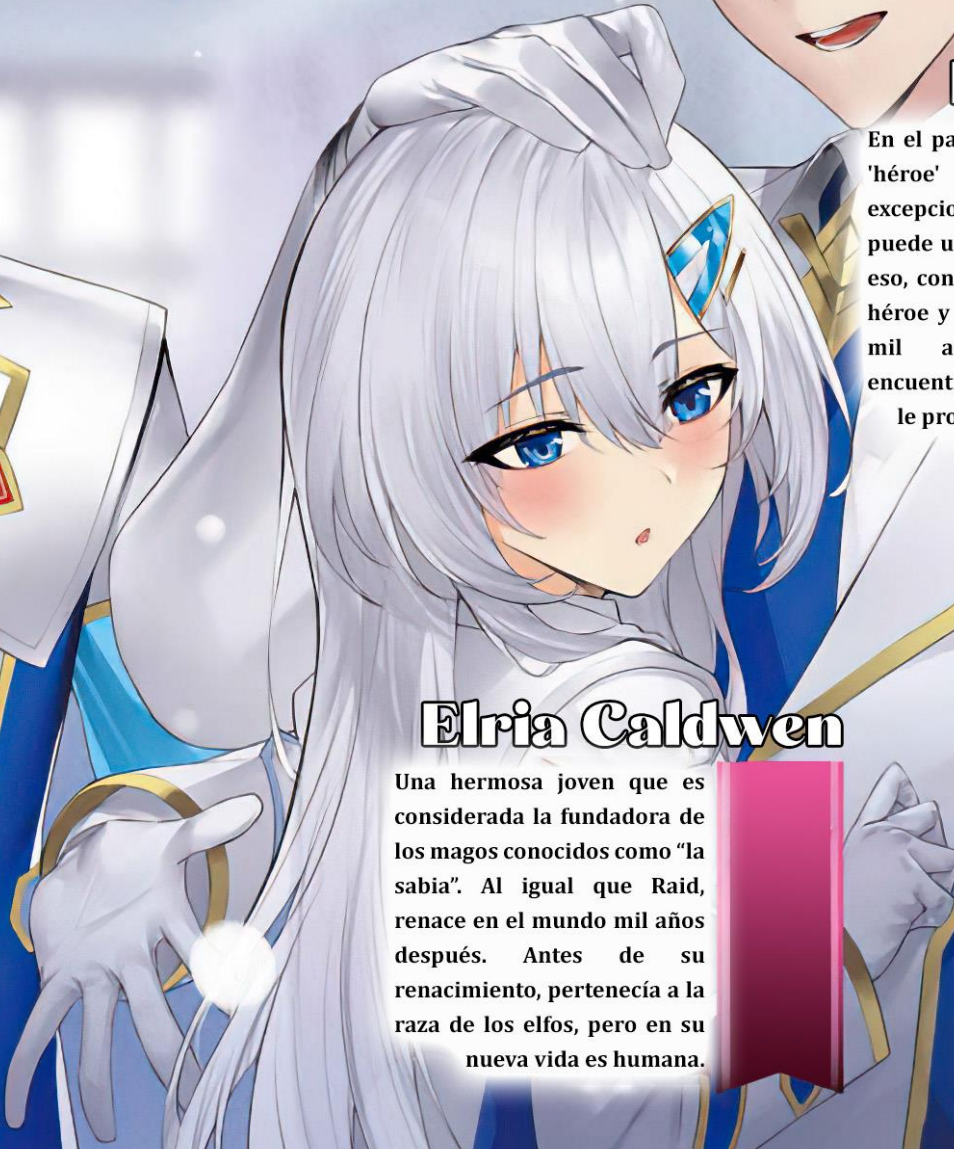 En el pa
'héroe'
excepcio
puede u
eso, con
héroe y
mil a
encuent
le pro
Elria Caldwen
Una hermosa joven que es
considerada la fundadora de
los magos conocidos como “la
sabia”. Al igual que Raid,
renace en el mundo mil años
después. Antes de su
renacimiento, pertenecía a la
raza de los elfos, pero en su
nueva vida es humana.